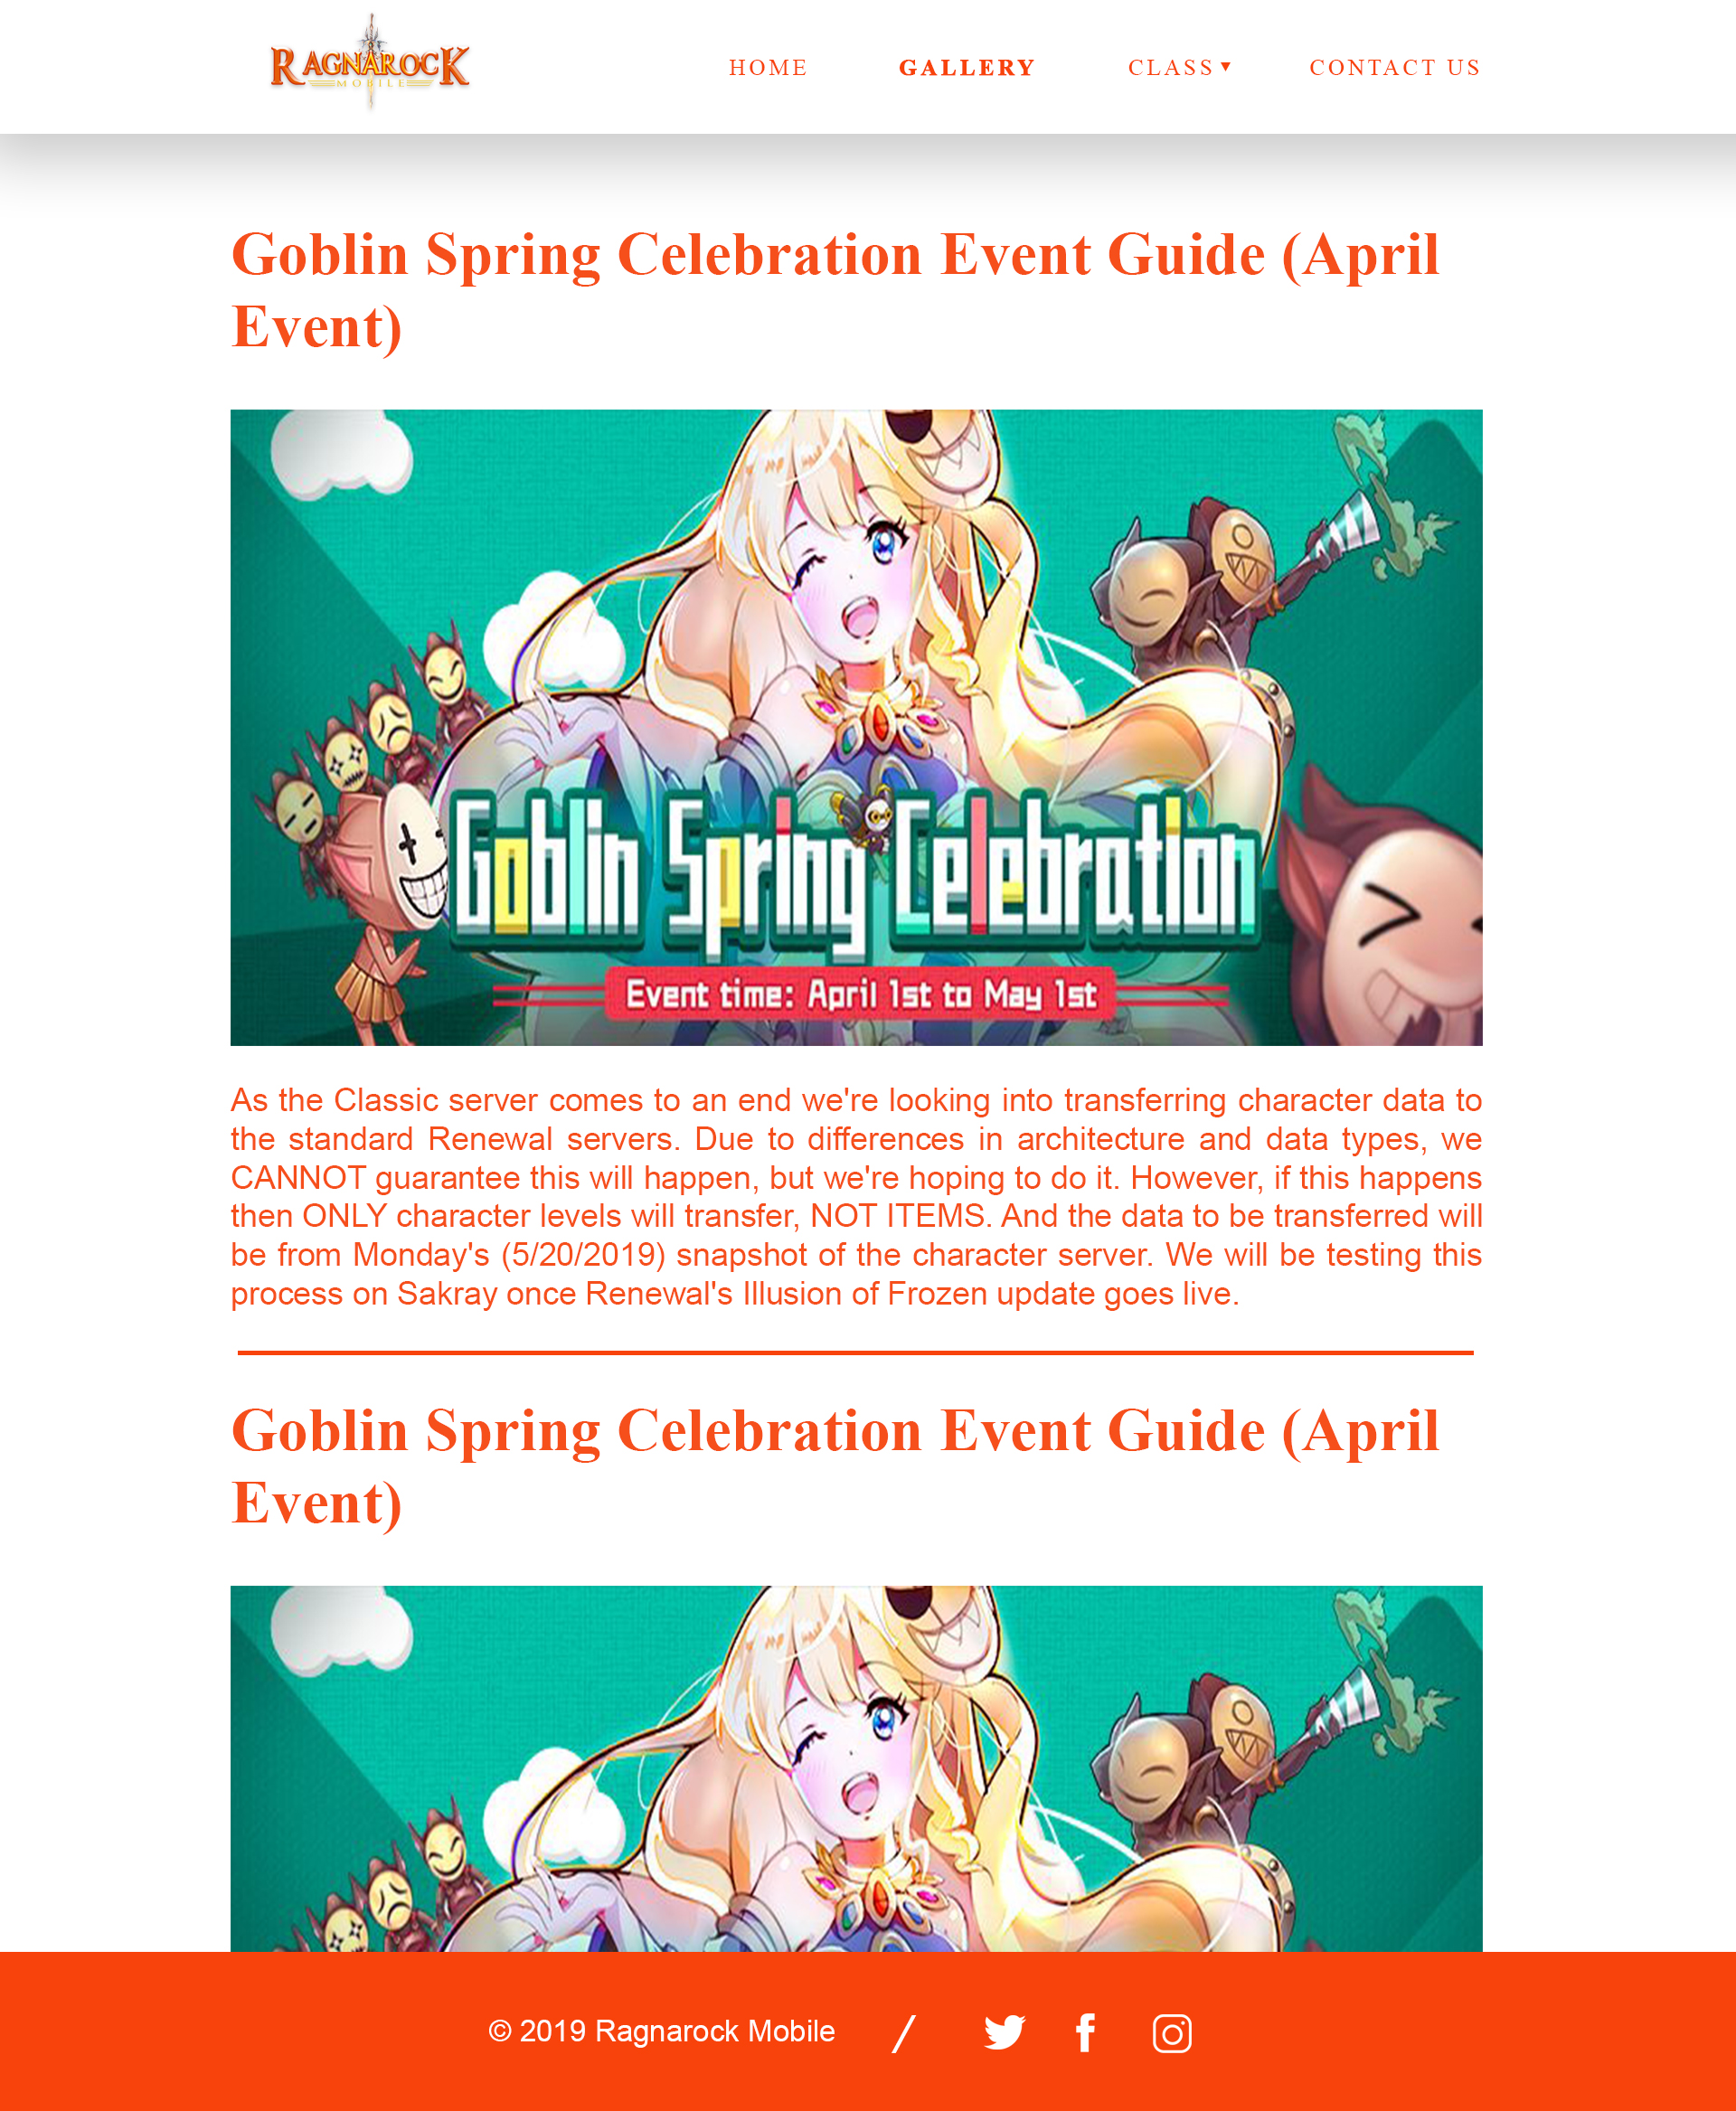 RAGNAROCK
MOBILE
HOME GALLERY CLASS ▾ CONTACT US
Goblin Spring Celebration Event Guide (April
Event)
Goblin Spring Celebration
Event time: April 1st to May 1st
As the Classic server comes to an end we're looking into transferring character data to
the standard Renewal servers. Due to differences in architecture and data types, we
CANNOT guarantee this will happen, but we're hoping to do it. However, if this happens
then ONLY character levels will transfer, NOT ITEMS. And the data to be transferred will
be from Monday's (5/20/2019) snapshot of the character server. We will be testing this
process on Sakray once Renewal's Illusion of Frozen update goes live.
Goblin Spring Celebration Event Guide (April
Event)
© 2019 Ragnarock Mobile /